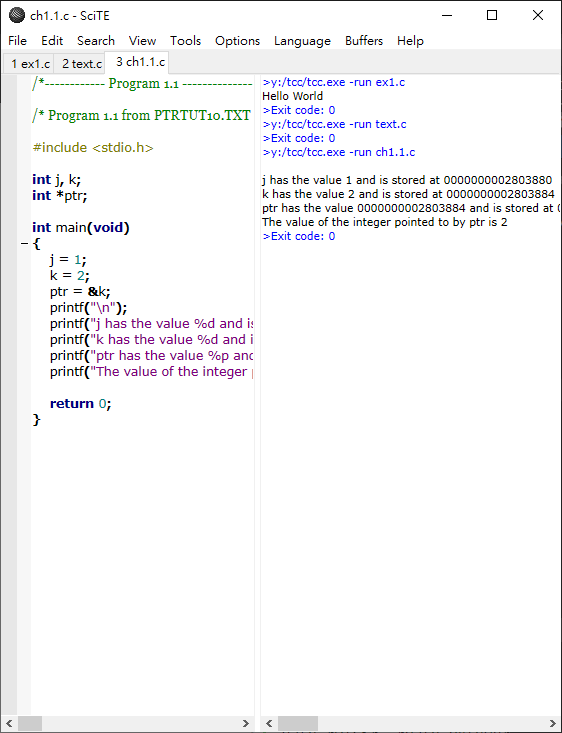 ch1.1.c - SciTE
File Edit Search View Tools Options Language Buffers Help
1 ex1.c 2 text.c 3 ch1.1.c
/*------------ Program 1.1 --------------
/* Program 1.1 from PTRTUT10.TXT
#include <stdio.h>
int j, k;
int *ptr;
int main(void)
{
j = 1;
k = 2;
ptr = &k;
printf("\n");
printf("j has the value %d and is
printf("k has the value %d and i
printf("ptr has the value %p and
printf("The value of the integer p
return 0;
}
>y:/tcc/tcc.exe -run ex1.c
Hello World
>Exit code: 0
>y:/tcc/tcc.exe -run text.c
>Exit code: 0
>y:/tcc/tcc.exe -run ch1.1.c
j has the value 1 and is stored at 0000000002803880
k has the value 2 and is stored at 0000000002803884
ptr has the value 0000000002803884 and is stored at 0
The value of the integer pointed to by ptr is 2
>Exit code: 0